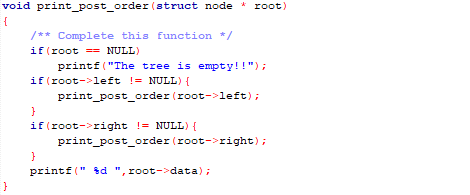 void print_post_order(struct node * root)
{
    /** Complete this function */
    if(root == NULL)
        printf("The tree is empty!!");
    if(root->left != NULL){
        print_post_order(root->left);
    }
    if(root->right != NULL){
        print_post_order(root->right);
    }
    printf(" %d ",root->data);
}